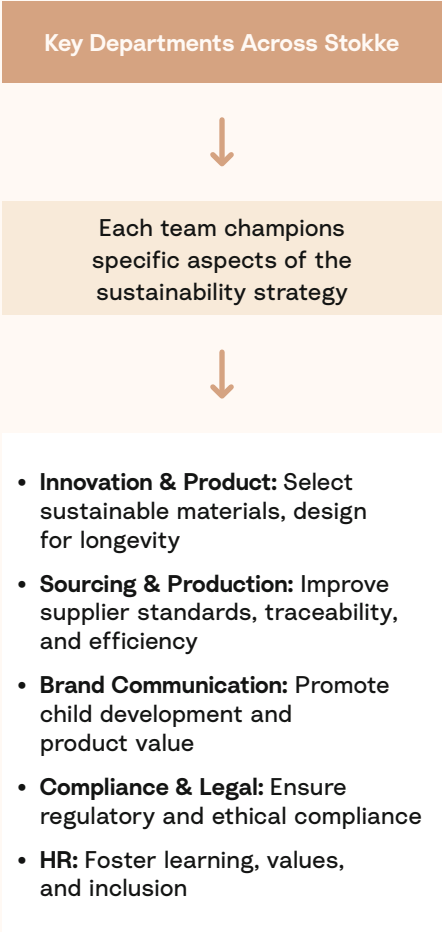 Key Departments Across Stokke
Each team champions
specific aspects of the
sustainability strategy
• Innovation & Product: Select
sustainable materials, design
for longevity
• Sourcing & Production: Improve
supplier standards, traceability,
and efficiency
• Brand Communication: Promote
child development and
product value
• Compliance & Legal: Ensure
regulatory and ethical compliance
• HR: Foster learning, values,
and inclusion